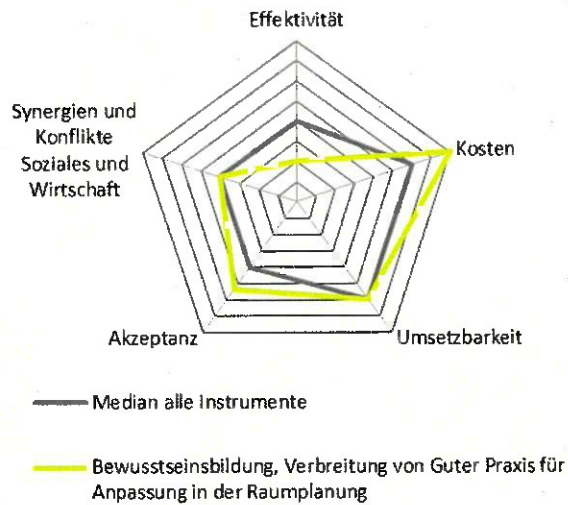 Effektivität
Synergien und
Konflikte
Soziales und
Wirtschaft
Kosten
Akzeptanz
Umsetzbarkeit
Median alle Instrumente
Bewusstseinsbildung, Verbreitung von Guter Praxis für
Anpassung in der Raumplanung